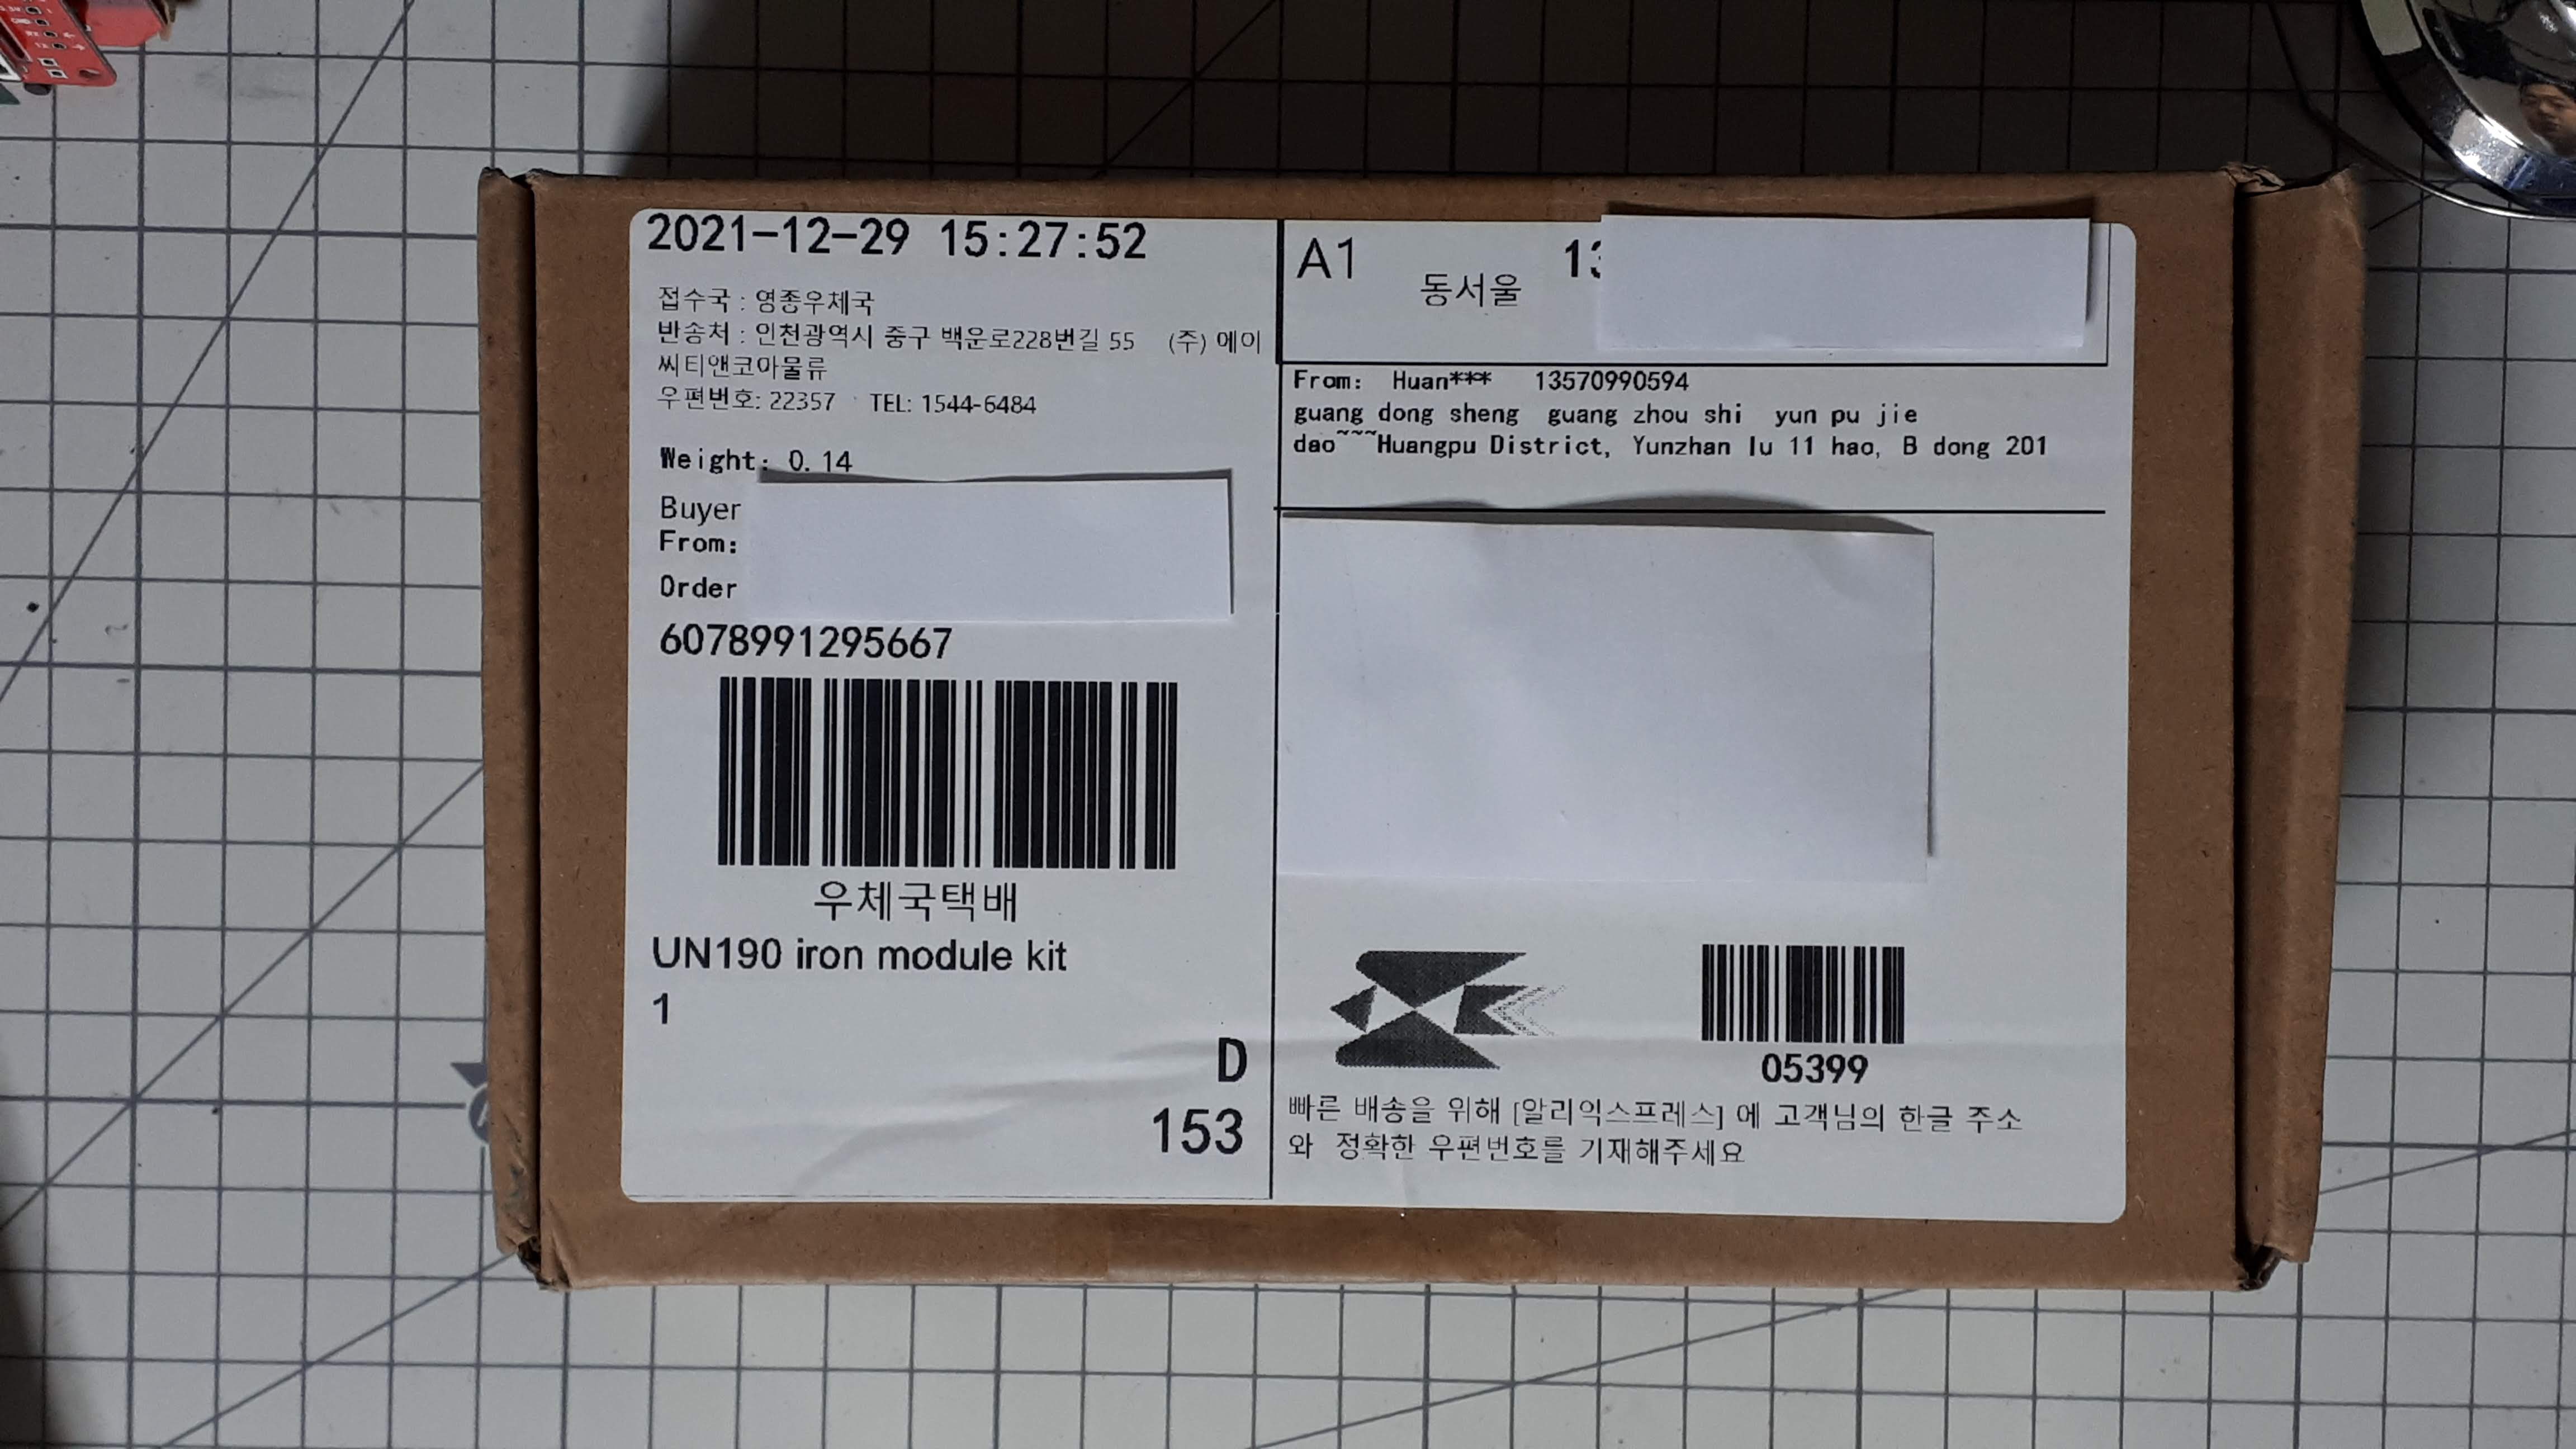 2021-12-29 15:27:52
접수국 : 영종우체국
반송처 : 인천광역시 중구 백운로228번길 55 (주) 에이
씨티앤코아물류
우편번호: 22357 TEL: 1544-6484
Weight: 0.14
Buyer
From:
Order
6078991295667
우체국택배
UN190 iron module kit
1
D
153
A1
동서울
From: Huan*** 13570990594
guang dong sheng guang zhou shi yun pu jie
dao~~~Huangpu District, Yunzhan lu 11 hao, B dong 201
05399
빠른 배송을 위해 [알리익스프레스] 에 고객님의 한글 주소
와 정확한 우편번호를 기재해주세요